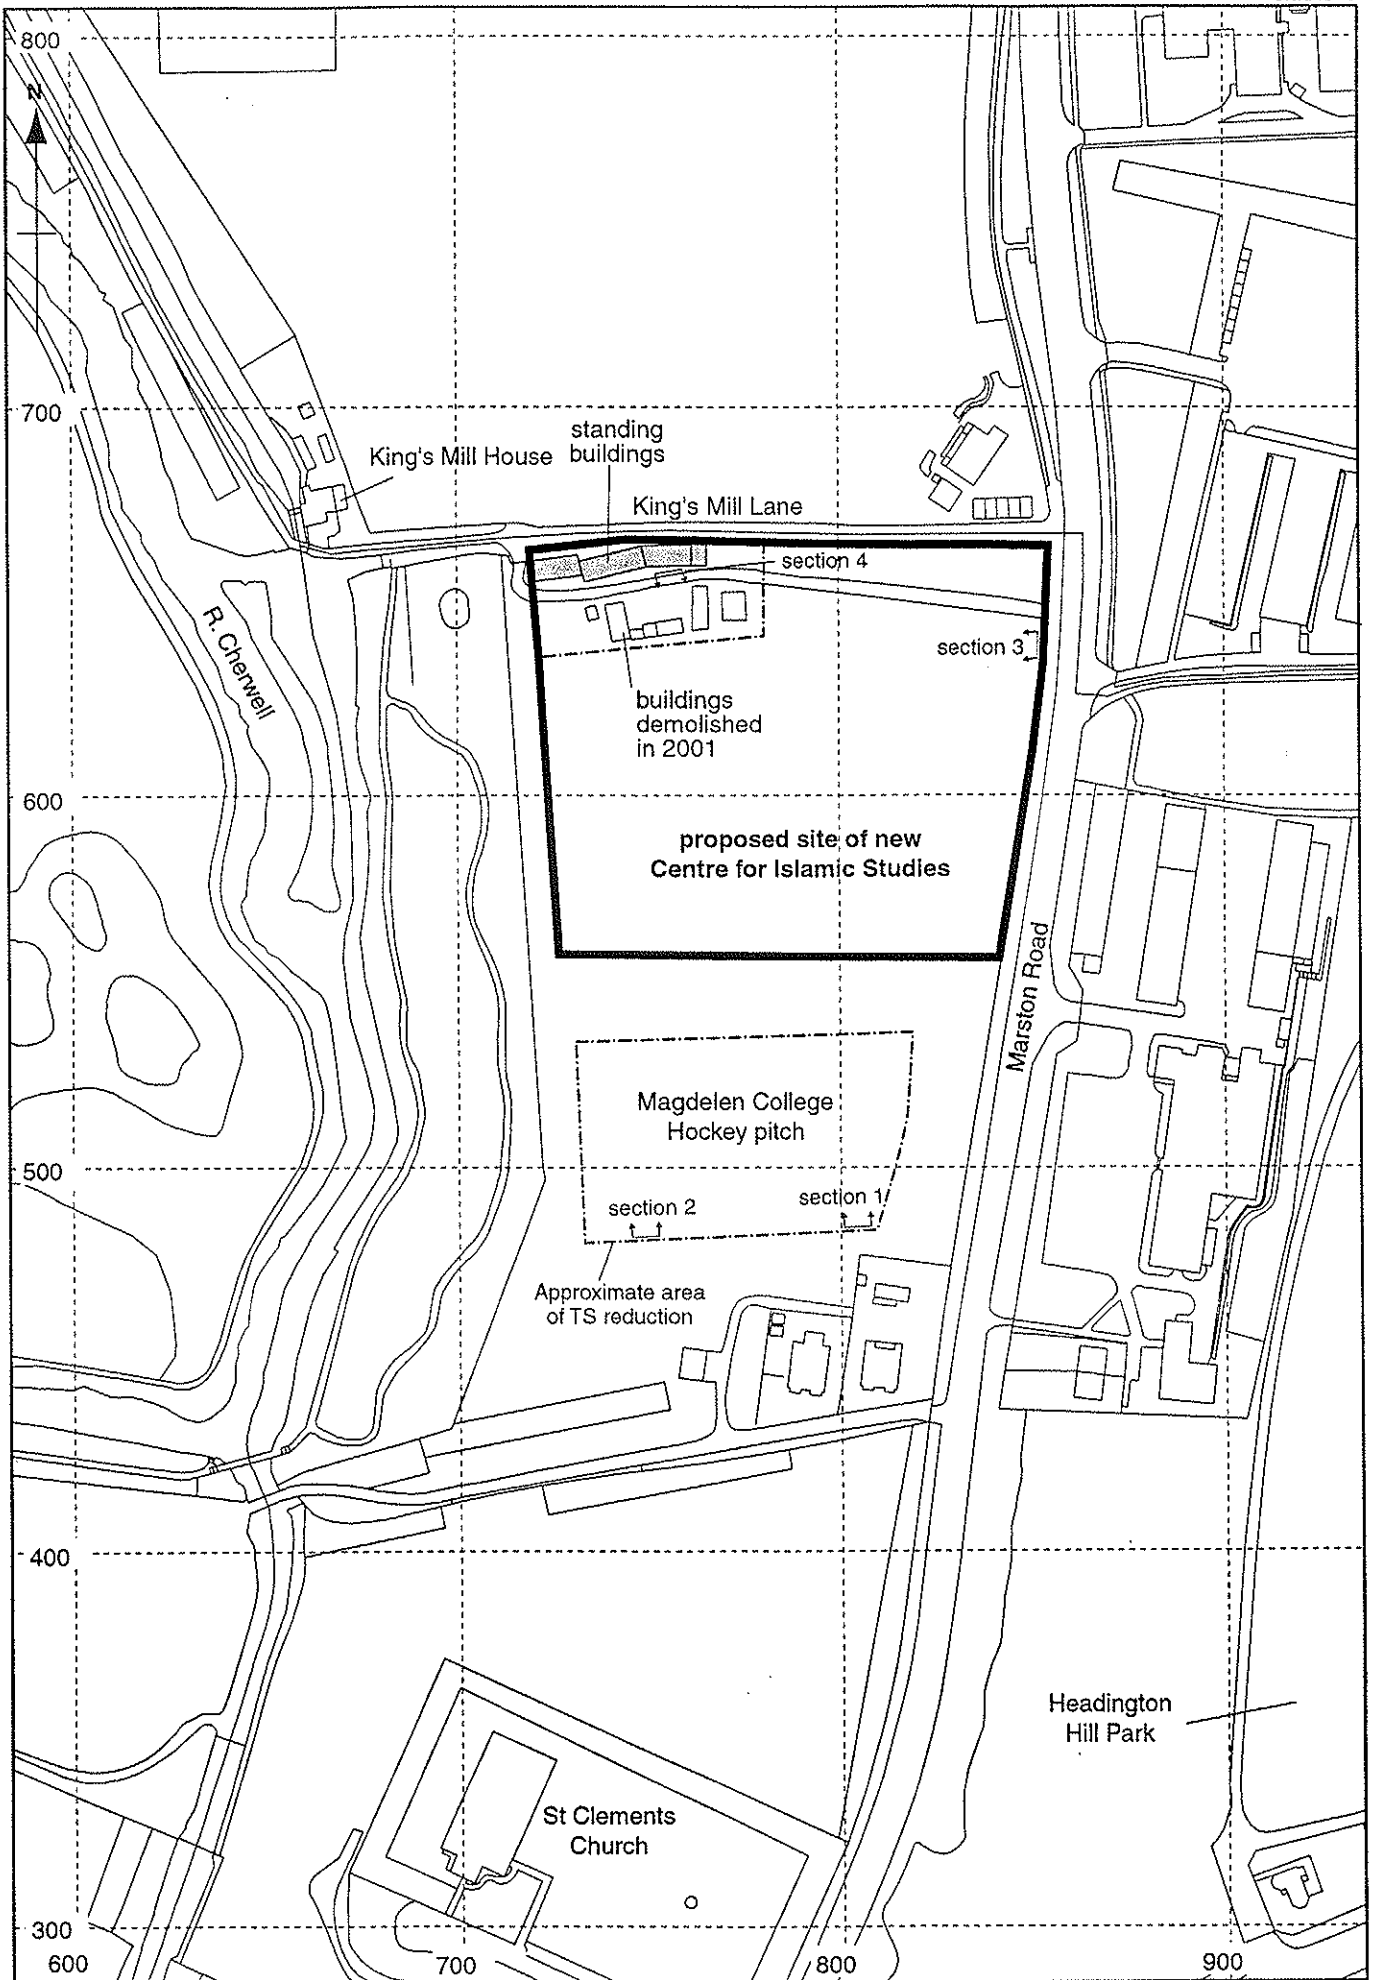 800
N
700
standing
buildings
King's Mill House
King's Mill Lane
section 4
R. Cherwell
section 3
buildings
demolished
in 2001
600
proposed site of new
Centre for Islamic Studies
Marston Road
Magdelen College
Hockey pitch
500
section 2
section 1
Approximate area
of TS reduction
400
Headington
Hill Park
St Clements
Church
300
600
700
800
900